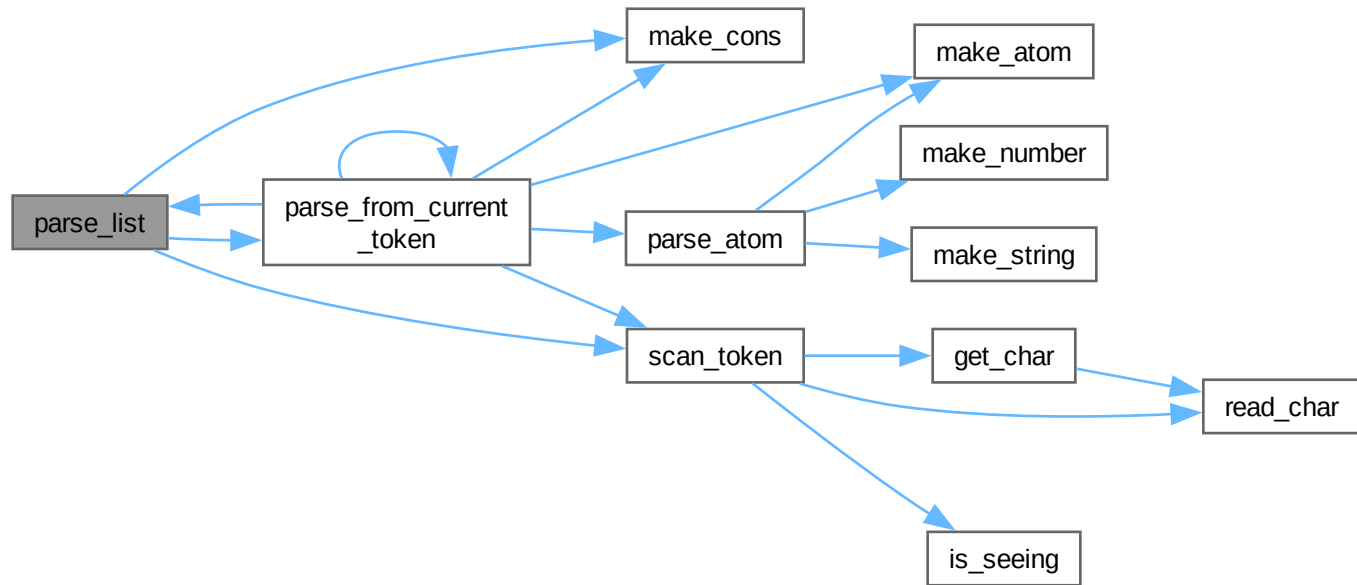 make_cons
make_atom
make_number
parse_list
parse_from_current
_token
parse_atom
make_string
scan_token
get_char
read_char
is_seeing